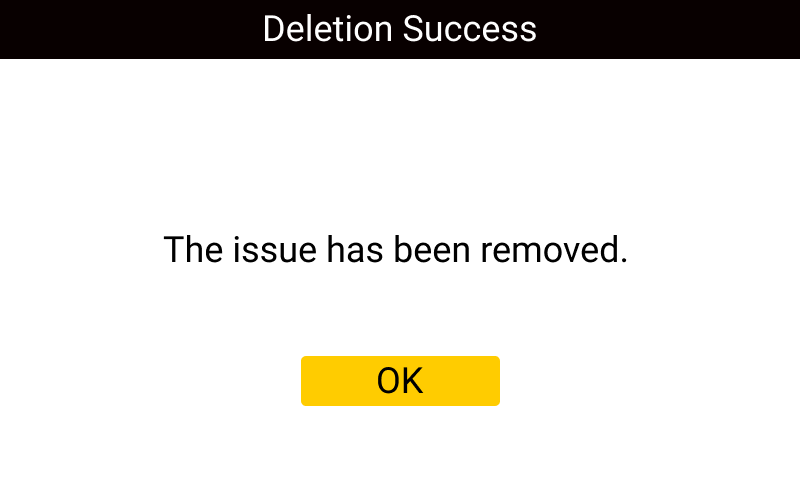 Deletion Success
The issue has been removed.
OK